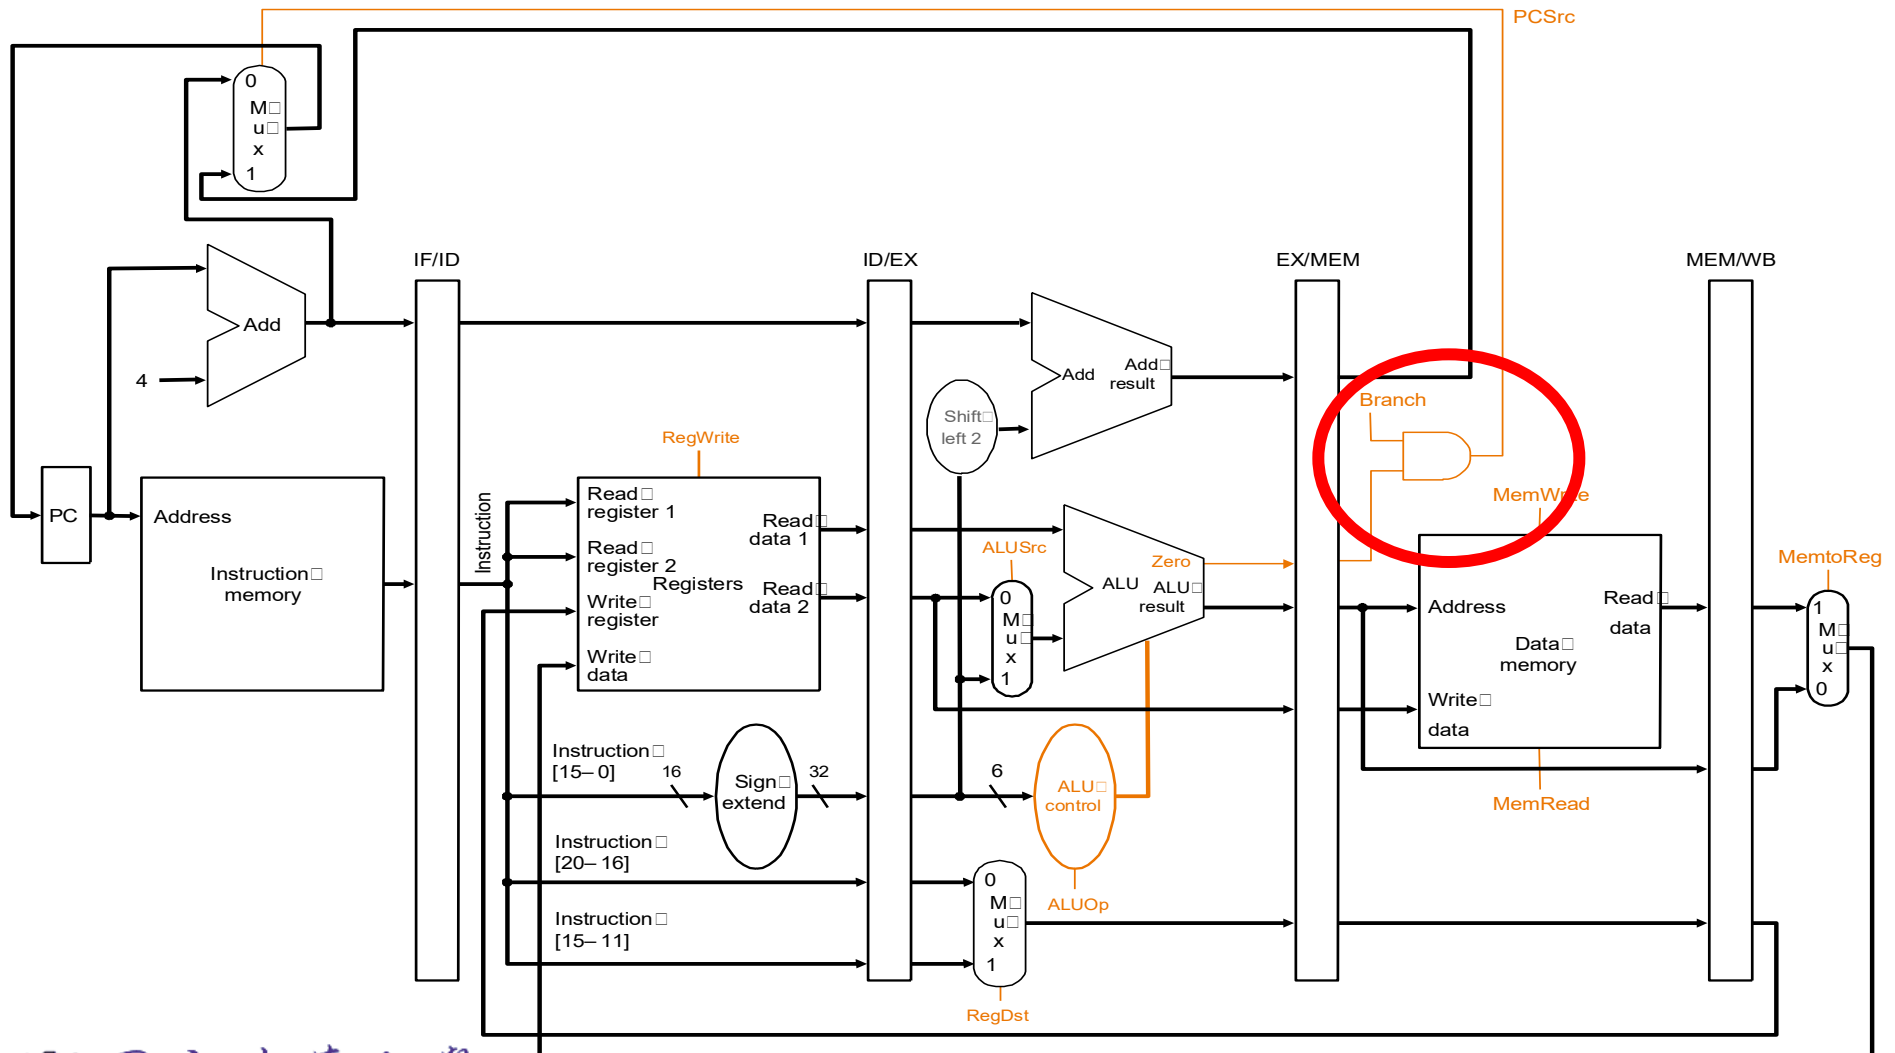 PCSrc
0
M
u
x
1
IF/ID
ID/EX
EX/MEM
MEM/WB
Add
4
Add
Add
result
Shift
left 2
Branch
RegWrite
PC
Address
Instruction
memory
Instruction
Read
register 1
Read
register 2
Registers
Write
register
Write
data
Read
data 1
Read
data 2
ALUSrc
0
M
u
x
1
Zero
ALU
ALU
result
MemWrite
Address
Read
data
Data
memory
Write
data
MemRead
MemtoReg
1
M
u
x
0
Instruction
[15– 0]
16
Sign
extend
32
6
ALU
control
ALUOp
Instruction
[20– 16]
Instruction
[15– 11]
0
M
u
x
1
RegDst